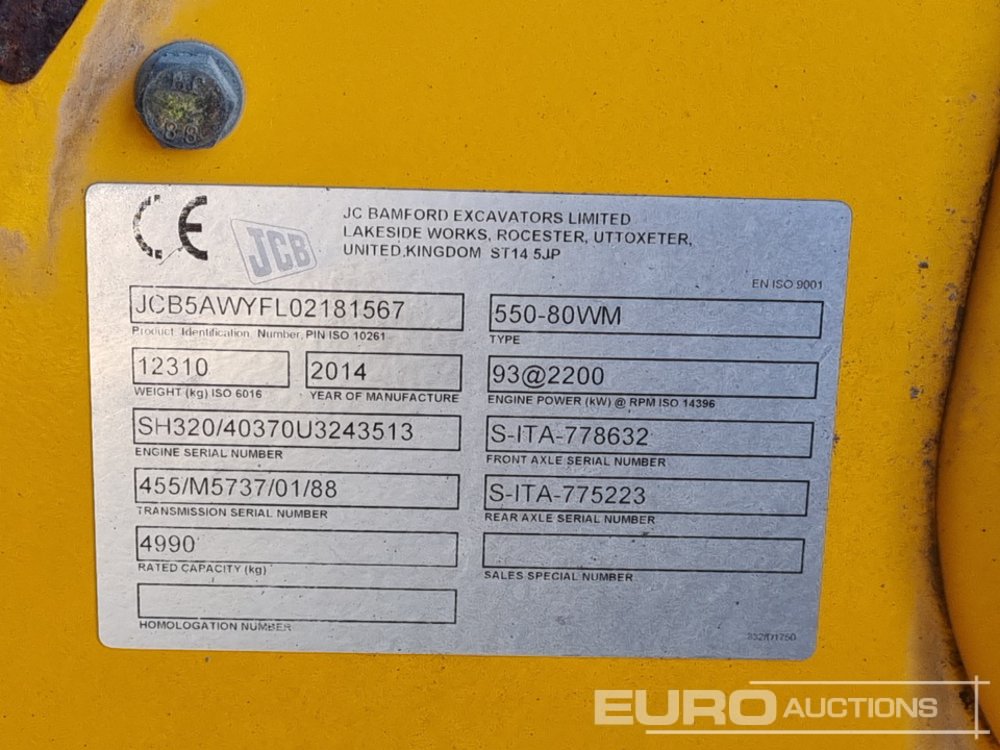 CE
JCB
JC BAMFORD EXCAVATORS LIMITED
LAKESIDE WORKS, ROCESTER, UTTOXETER,
UNITED.KINGDOM ST14 5JP
EN ISO 9001
JCB5AWYFL02181567
Product Identification Number, PIN ISO 10261
550-80WM
TYPE
12310
WEIGHT (kg) ISO 6016
2014
YEAR OF MANUFACTURE
93@2200
ENGINE POWER (kW) @ RPM ISO 14396
SH320/40370U3243513
ENGINE SERIAL NUMBER
S-ITA-778632
FRONT AXLE SERIAL NUMBER
455/M5737/01/88
TRANSMISSION SERIAL NUMBER
S-ITA-775223
REAR AXLE SERIAL NUMBER
4990
RATED CAPACITY (kg)
SALES SPECIAL NUMBER
HOMOLOGATION NUMBER
332/D1750
EURO AUCTIONS